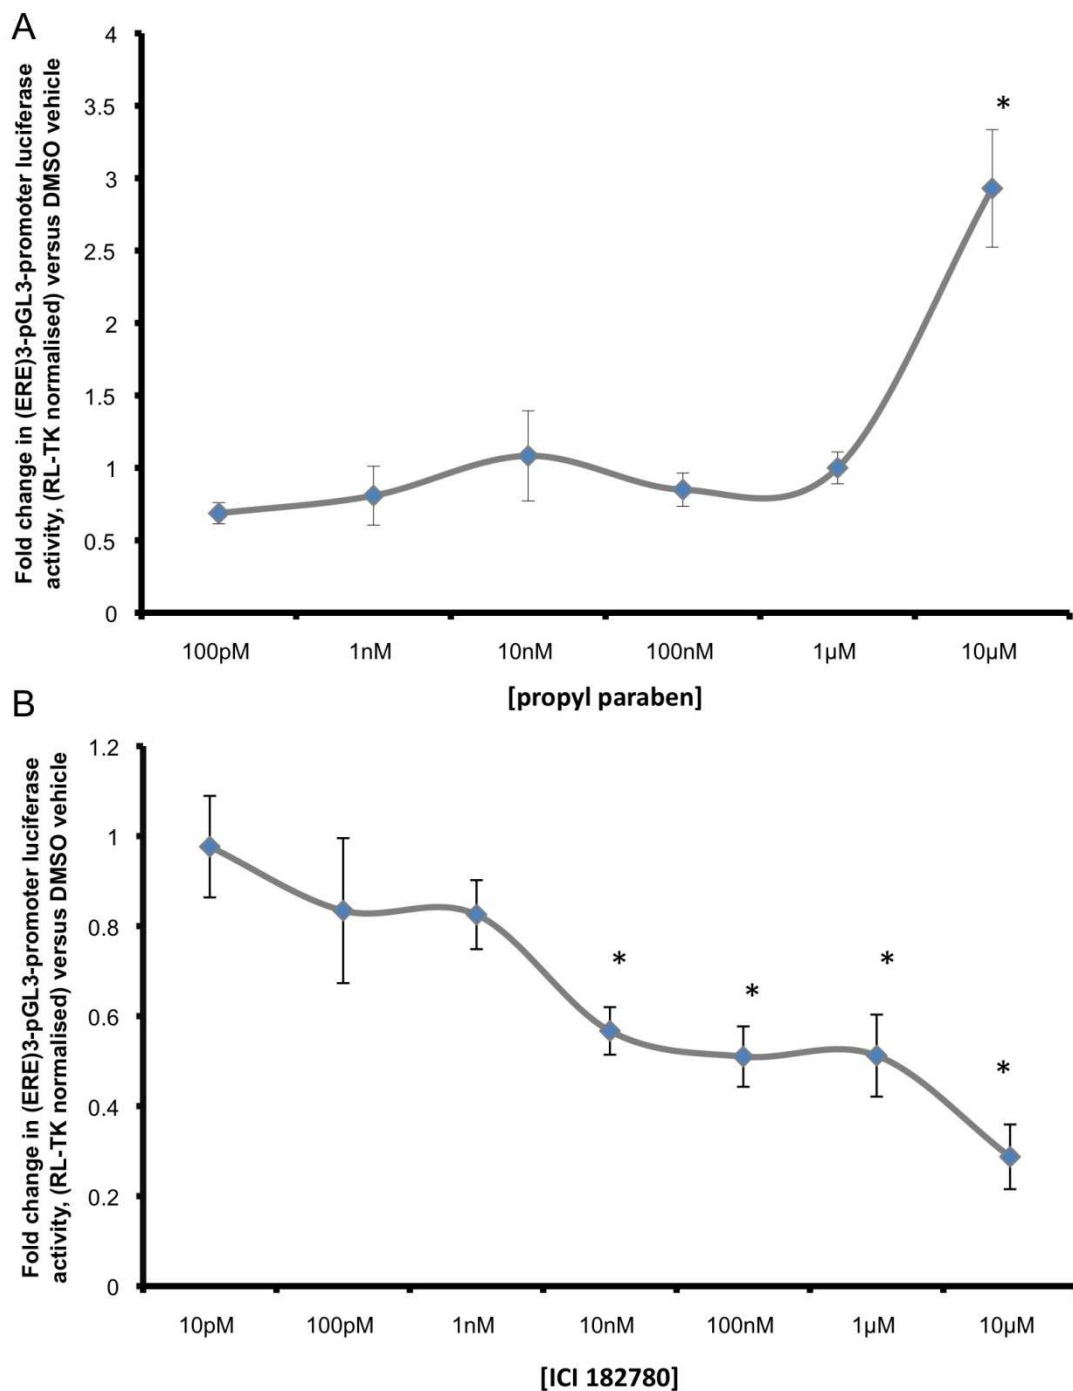 A
Fold change in (ERE)3-pGL3-promoter luciferase
activity, (RL-TK normalised) versus DMSO vehicle
4
3.5
3
2.5
2
1.5
1
0.5
0
*
100pM 1nM 10nM 100nM 1µM 10µM
[propyl paraben]
B
Fold change in (ERE)3-pGL3-promoter luciferase
activity, (RL-TK normalised) versus DMSO vehicle
1.2
1
0.8
0.6
0.4
0.2
0
* * * *
10pM 100pM 1nM 10nM 100nM 1µM 10µM
[ICI 182780]